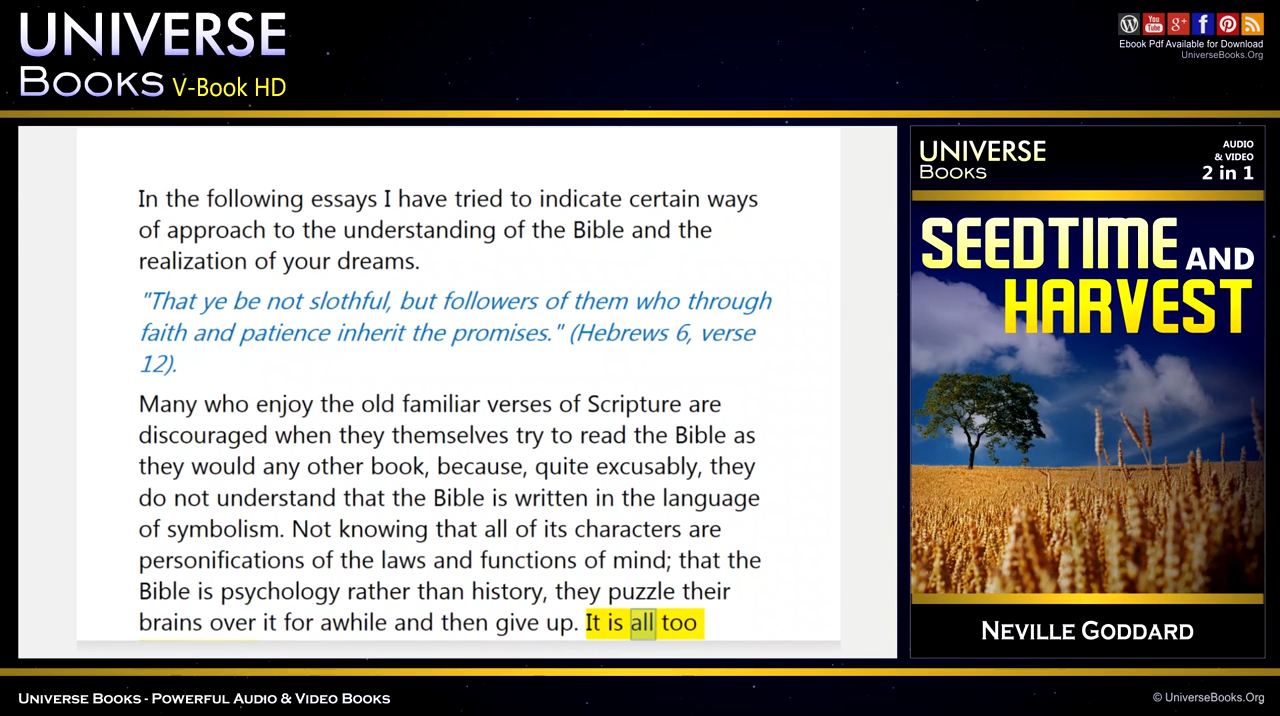 UNIVERSE
BOOKS V-Book HD
You
Tube
g+
f
Ebook Pdf Available for Download
UniverseBooks.Org
In the following essays I have tried to indicate certain ways
of approach to the understanding of the Bible and the
realization of your dreams.
"That ye be not slothful, but followers of them who through
faith and patience inherit the promises." (Hebrews 6, verse
12).
Many who enjoy the old familiar verses of Scripture are
discouraged when they themselves try to read the Bible as
they would any other book, because, quite excusably, they
do not understand that the Bible is written in the language
of symbolism. Not knowing that all of its characters are
personifications of the laws and functions of mind; that the
Bible is psychology rather than history, they puzzle their
brains over it for awhile and then give up. It is all too
UNIVERSE
BOOKS
AUDIO
& VIDEO
2 in 1
SEEDTIME AND
HARVEST
NEVILLE GODDARD
UNIVERSE BOOKS - POWERFUL AUDIO & VIDEO BOOKS
© UniverseBooks.Org